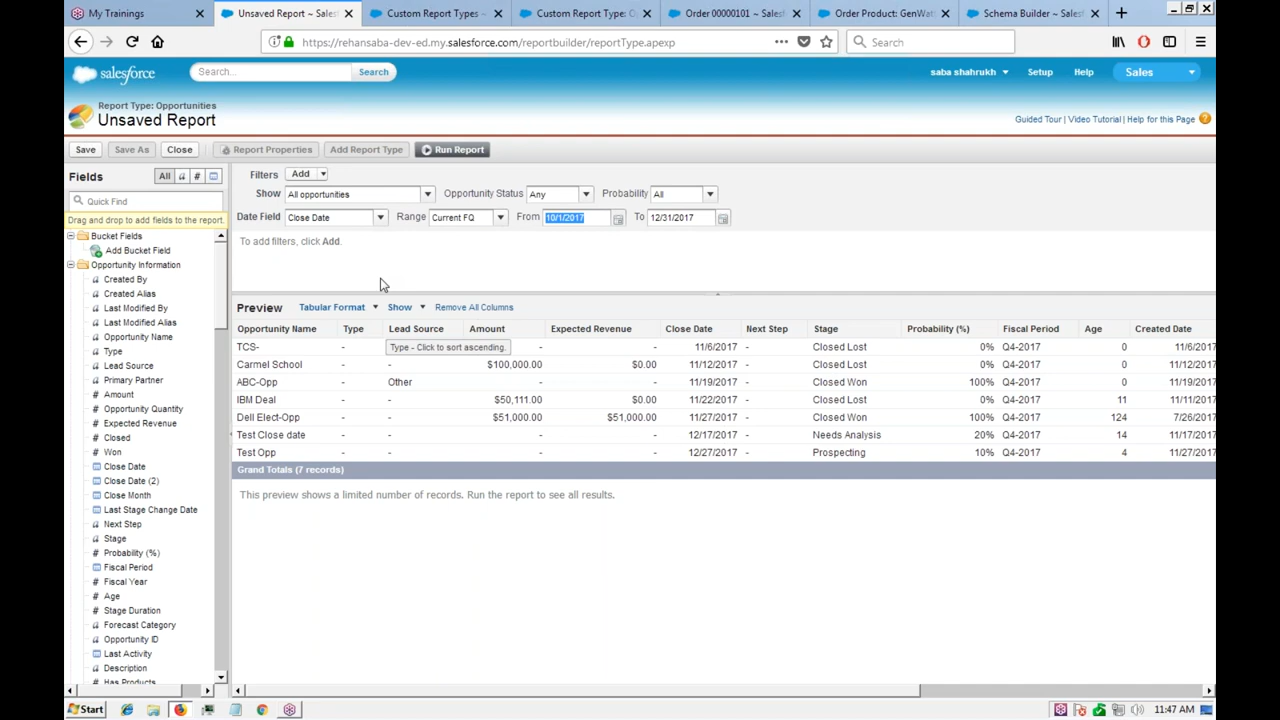 My Trainings
Unsaved Report ~ Sales
Custom Report Types ~
Custom Report Type: O
Order 00000101 ~ Salesf
Order Product: GenWatt
Schema Builder ~ Salesf
https://rehansaba-dev-ed.my.salesforce.com/reportbuilder/reportType.apexp
Search
salesforce
Search...
Search
saba shahrukh
Setup
Help
Sales
Report Type: Opportunities
Unsaved Report
Guided Tour | Video Tutorial | Help for this Page
Save
Save As
Close
Report Properties
Add Report Type
Run Report
Fields
All
#
Quick Find
Drag and drop to add fields to the report.
Bucket Fields
Add Bucket Field
Opportunity Information
Created By
Created Alias
Last Modified By
Last Modified Alias
Opportunity Name
Type
Lead Source
Primary Partner
# Amount
# Opportunity Quantity
# Expected Revenue
# Closed
# Won
Close Date
Close Date (2)
Close Month
Last Stage Change Date
Next Step
Stage
# Probability (%)
Fiscal Period
# Fiscal Year
# Age
# Stage Duration
Forecast Category
Opportunity ID
Last Activity
Description
Has Products
Filters Add
Show All opportunities Opportunity Status Any Probability All
Date Field Close Date Range Current FQ From 10/1/2017 To 12/31/2017
To add filters, click Add.
Preview Tabular Format Show Remove All Columns
Opportunity Name Type Lead Source Amount Expected Revenue Close Date Next Step Stage Probability (%) Fiscal Period Age Created Date
TCS- - - - 11/6/2017 - Closed Lost 0% Q4-2017 0 11/6/201
Type - Click to sort ascending.
Carmel School - - $100,000.00 $0.00 11/12/2017 - Closed Lost 0% Q4-2017 0 11/12/201
ABC-Opp - Other - - 11/19/2017 - Closed Won 100% Q4-2017 0 11/19/201
IBM Deal - - $50,111.00 $0.00 11/22/2017 - Closed Lost 0% Q4-2017 11 11/11/201
Dell Elect-Opp - - $51,000.00 $51,000.00 11/27/2017 - Closed Won 100% Q4-2017 124 7/26/201
Test Close date - - - - 12/17/2017 - Needs Analysis 20% Q4-2017 14 11/17/201
Test Opp - - - - 12/27/2017 - Prospecting 10% Q4-2017 4 11/27/201
Grand Totals (7 records)
This preview shows a limited number of records. Run the report to see all results.
Start
11:47 AM